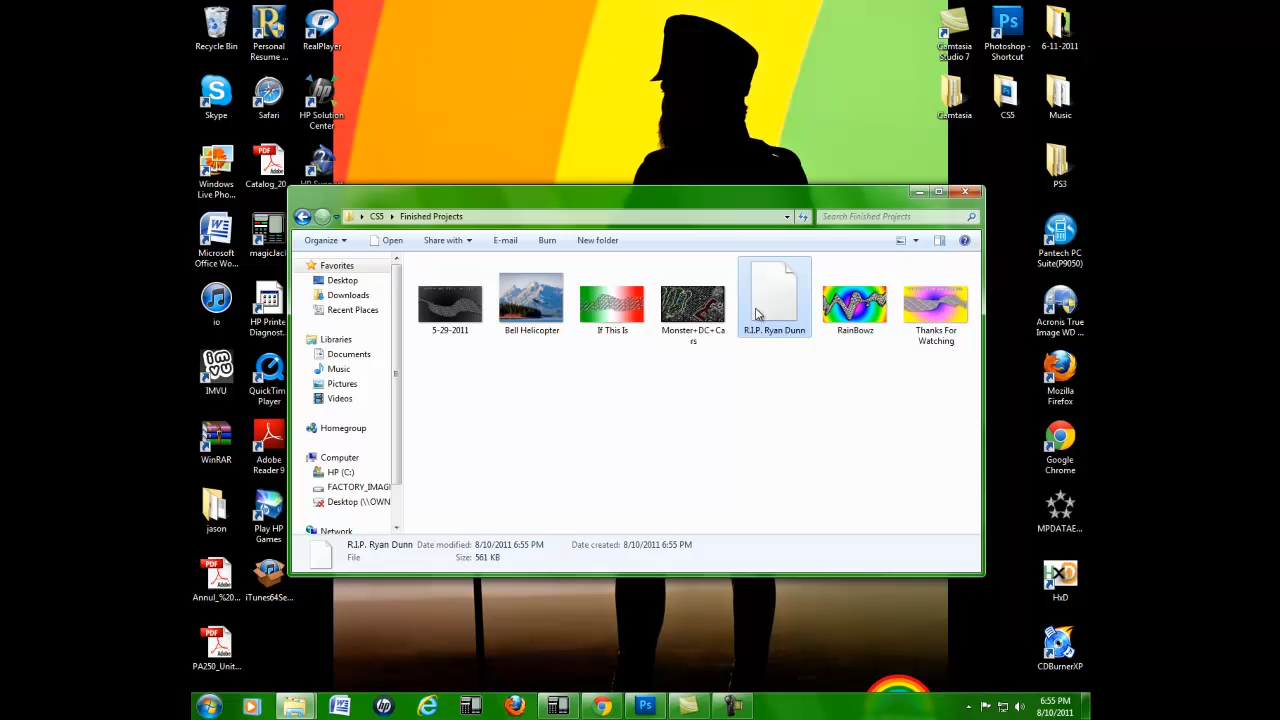 Recycle Bin
Personal Resume ...
RealPlayer
Camtasia Studio 7
Photoshop - Shortcut
6-11-2011
Skype
Safari
HP Solution Center
Camtasia
CS5
Music
Windows Live Pho...
Catalog_20
PS3
CS5 Finished Projects
Search Finished Projects
Organize
Open
Share with
E-mail
Burn
New folder
Microsoft Office Wo...
magicJack
Pantech PC Suite(P9050)
Favorites
Desktop
Downloads
Recent Places
Libraries
Documents
Music
Pictures
Videos
Homegroup
Computer
HP (C:)
FACTORY_IMAG
Desktop (\\OWN
Network
5-29-2011
Bell Helicopter
If This Is
Monster+DC+Ca
rs
R.I.P. Ryan Dunn
RainBowz
Thanks For Watching
io
HP Printe
Diagnost...
Acronis True Image WD ...
IMVU
QuickTim
Player
Mozilla Firefox
WinRAR
Adobe Reader 9
Google Chrome
jason
Play HP Games
MPDATAE...
R.I.P. Ryan Dunn
Date modified: 8/10/2011 6:55 PM
Date created: 8/10/2011 6:55 PM
File
Size: 561 KB
Annul_%20...
iTunes64Se...
HxD
PA250_Unit...
CDBurnerXP
6:55 PM
8/10/2011